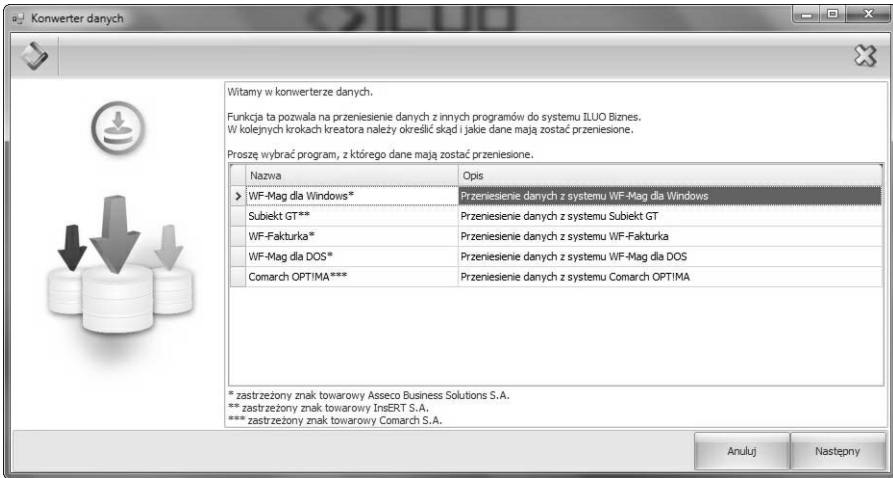 Konwerter danych
ILUO
Witamy w konwerterze danych.
Funkcja ta pozwala na przeniesienie danych z innych programów do systemu ILUO Biznes.
W kolejnych krokach kreatora należy określić skąd i jakie dane mają zostać przeniesione.
Proszę wybrać program, z którego dane mają zostać przeniesione.
Nazwa Opis
WF-Mag dla Windows* Przeniesienie danych z systemu WF-Mag dla Windows
Subiekt GT** Przeniesienie danych z systemu Subiekt GT
WF-Fakturka* Przeniesienie danych z systemu WF-Fakturka
WF-Mag dla DOS* Przeniesienie danych z systemu WF-Mag dla DOS
Comarch OPT!MA*** Przeniesienie danych z systemu Comarch OPT!MA
* zastrzeżony znak towarowy Asseco Business Solutions S.A.
** zastrzeżony znak towarowy InsERT S.A.
*** zastrzeżony znak towarowy Comarch S.A.
Anuluj Następny